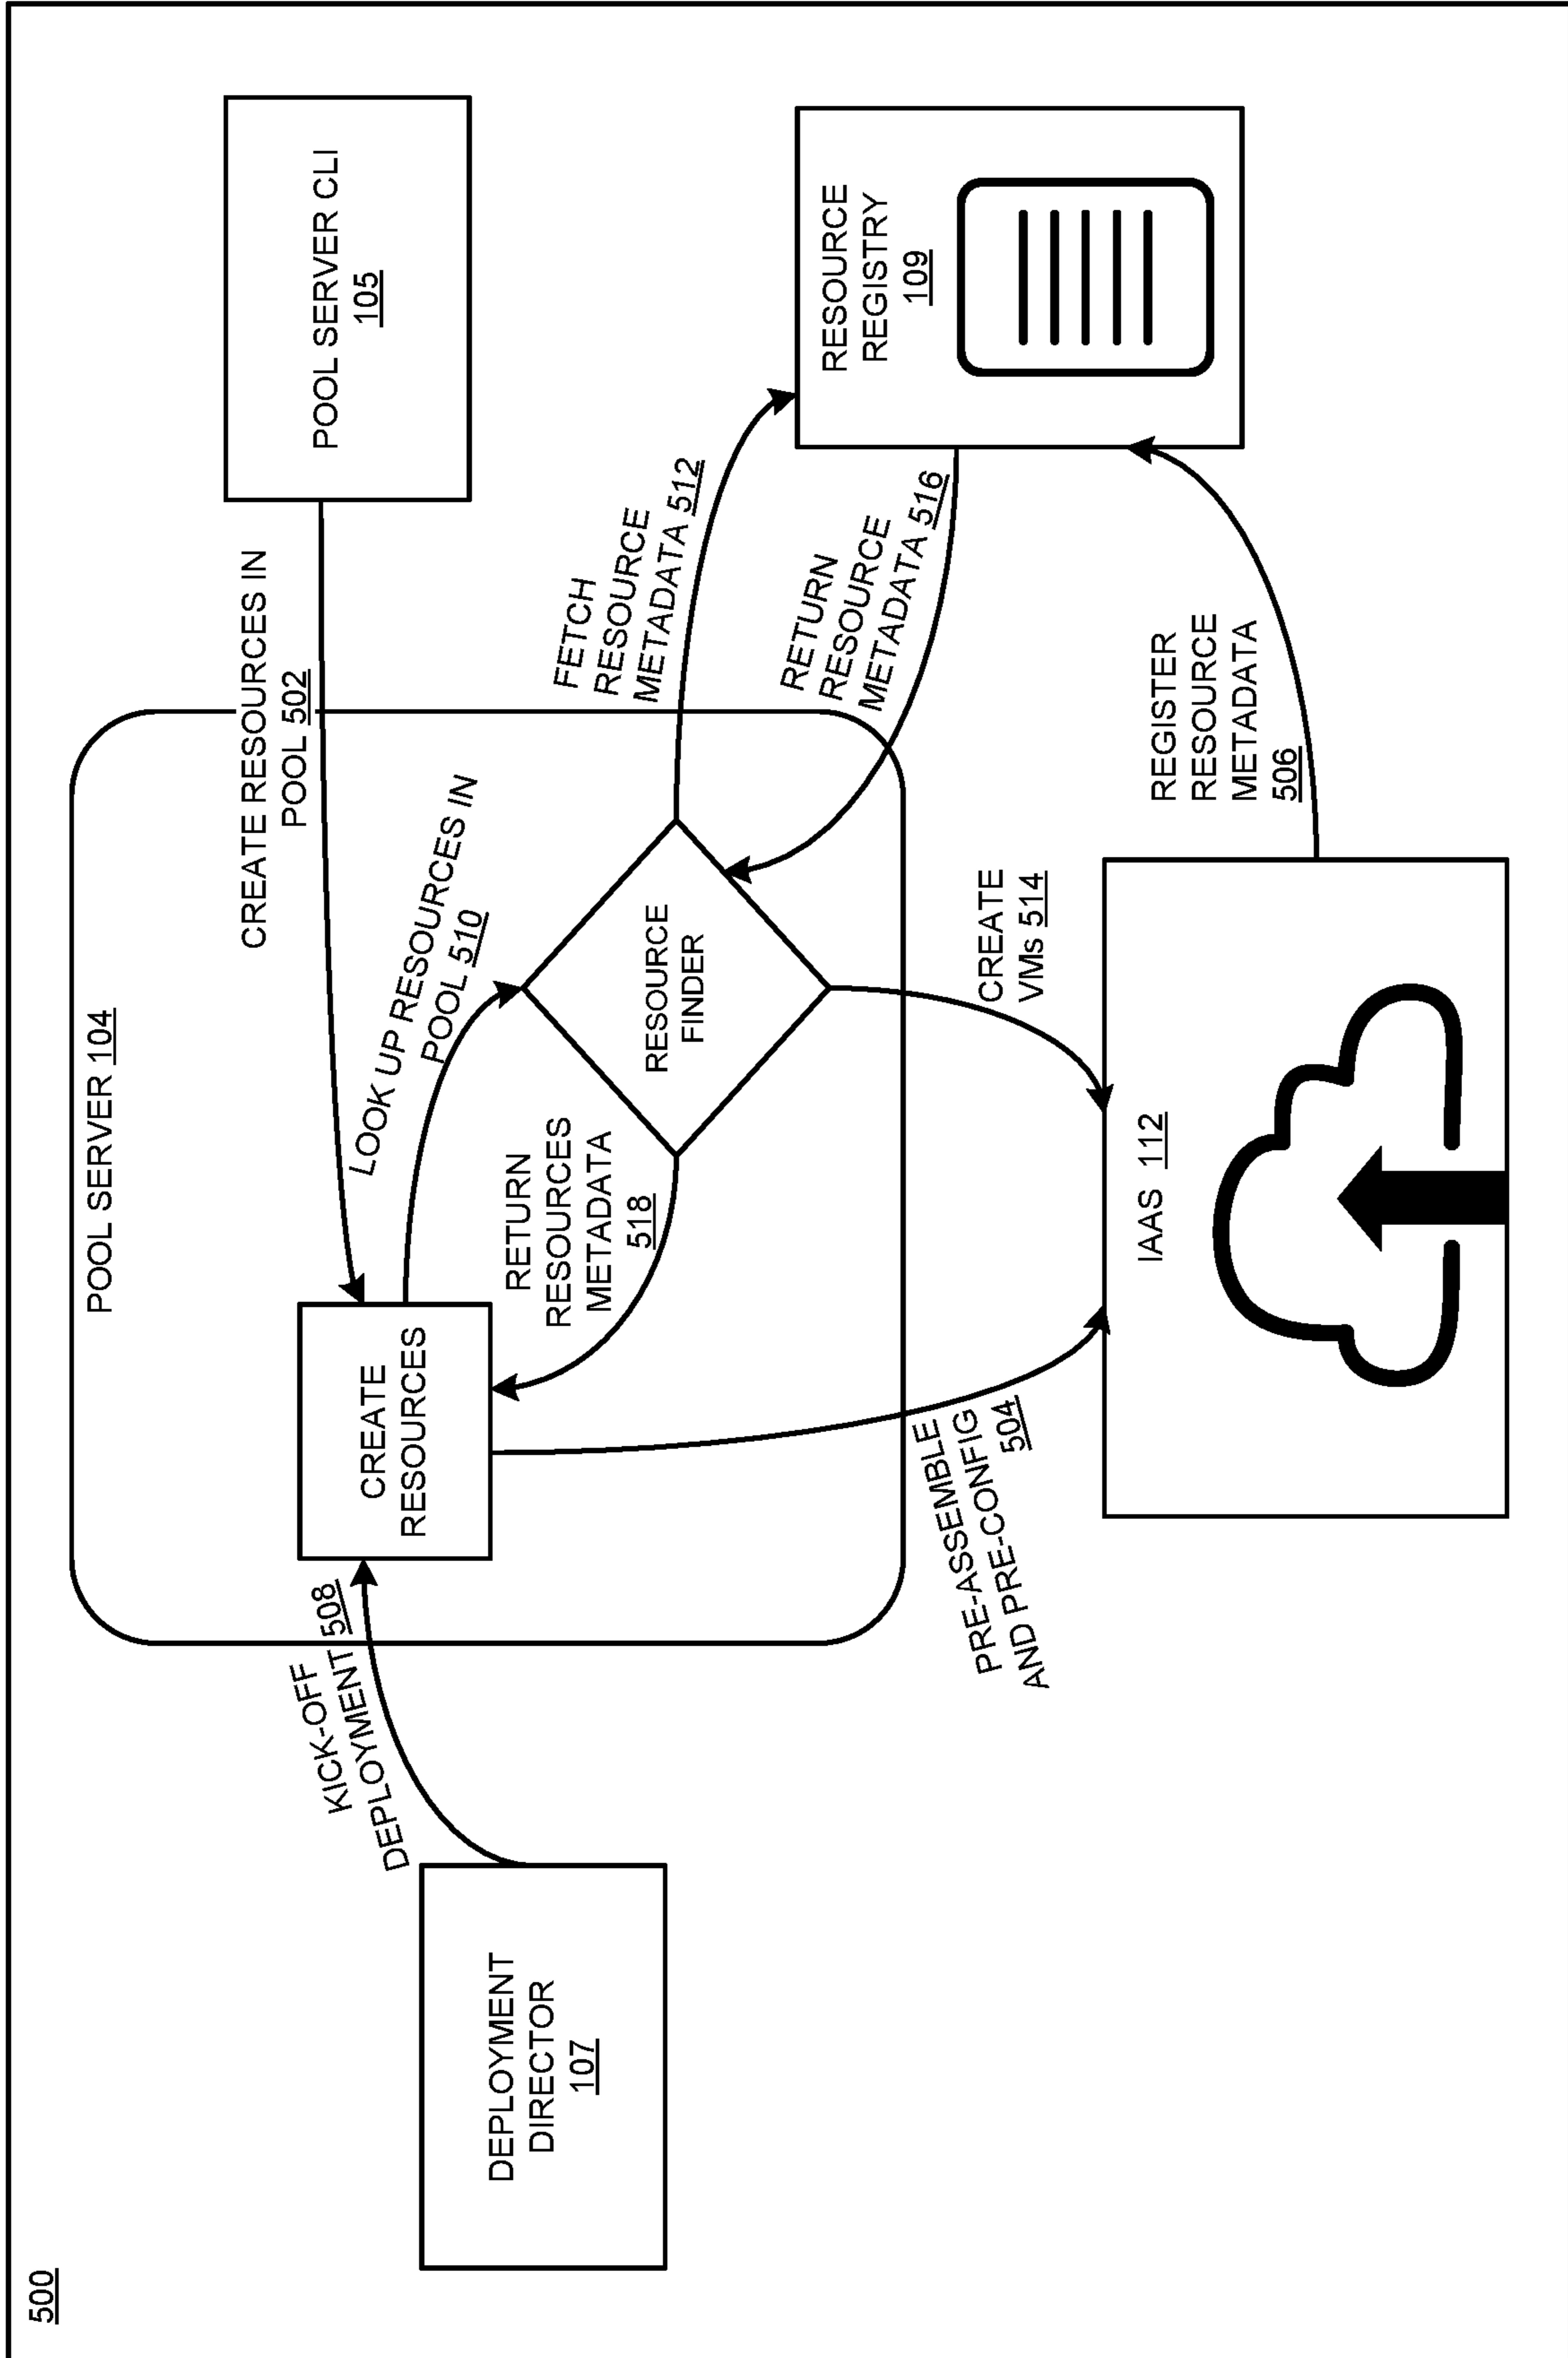 500
POOL SERVER 104
KICK-OFF
DEPLOYMENT 508
CREATE
RESOURCES
LOOK UP RESOURCES IN
POOL 510
CREATE RESOURCES IN
POOL 502
POOL SERVER CLI
105
DEPLOYMENT
DIRECTOR
107
RETURN
RESOURCES
METADATA
518
RESOURCE
FINDER
FETCH
RESOURCE
METADATA 512
RETURN
RESOURCE
METADATA 516
RESOURCE
REGISTRY
109
PRE-ASSEMBLE
AND PRE-CONFIG
504
CREATE
VMs 514
IAAS 112
REGISTER
RESOURCE
METADATA
506